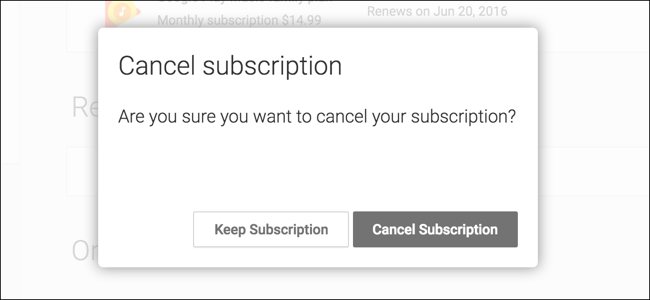 Monthly subscription $14.99
Renews on Jun 20, 2016
Cancel subscription
Are you sure you want to cancel your subscription?
Keep Subscription
Cancel Subscription